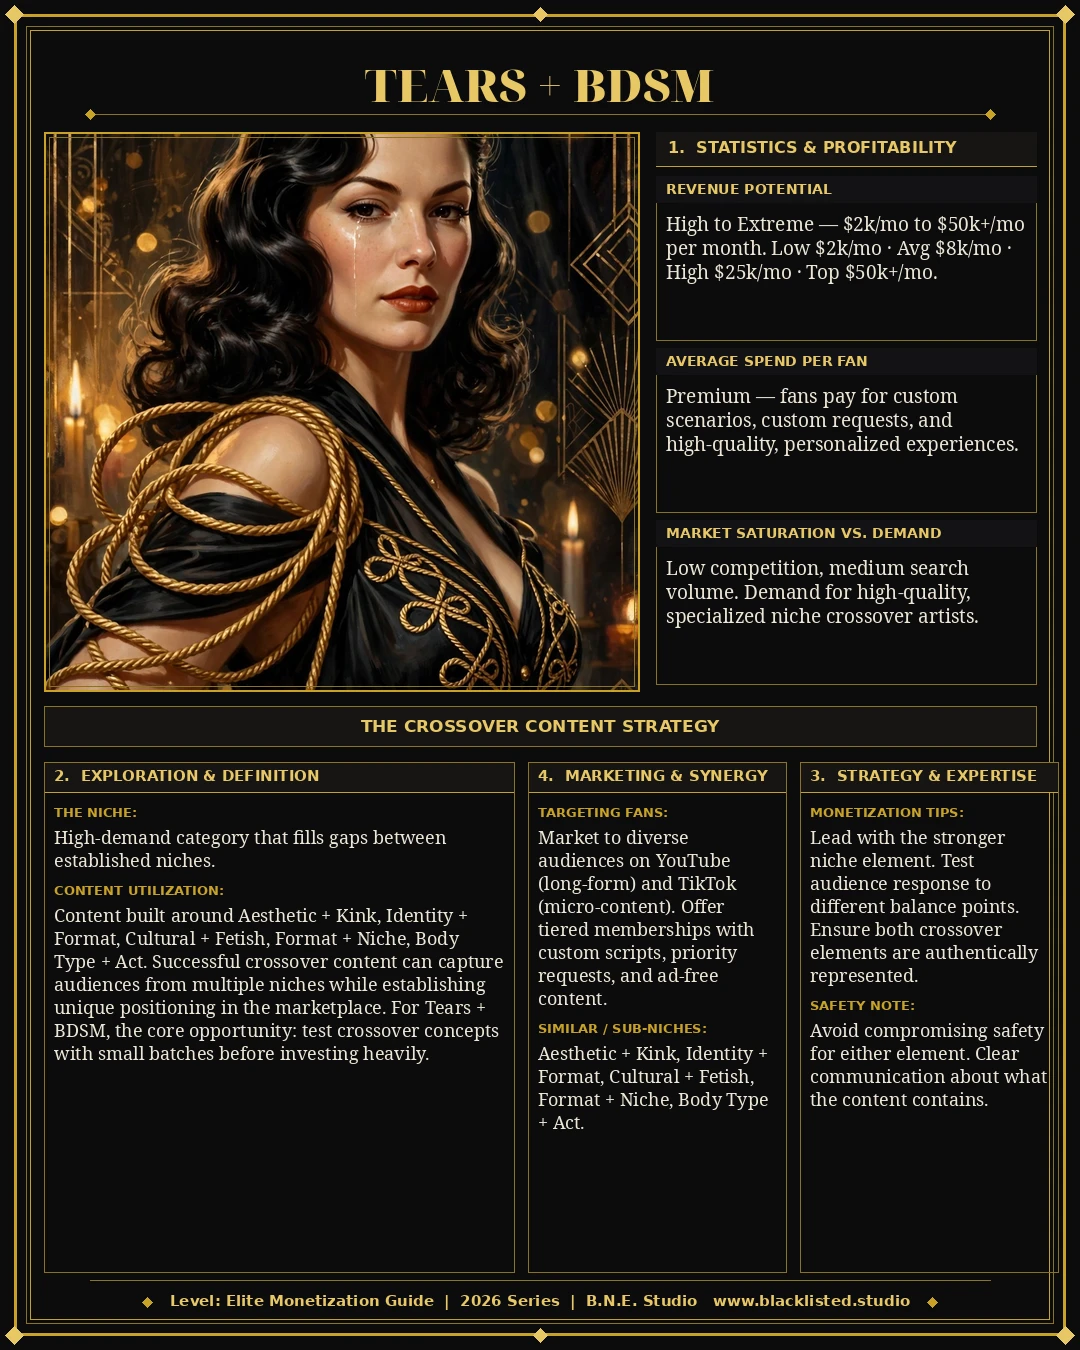 TEARS + BDSM
1. STATISTICS & PROFITABILITY
REVENUE POTENTIAL
High to Extreme — $2k/mo to $50k+/mo
per month. Low $2k/mo · Avg $8k/mo ·
High $25k/mo · Top $50k+/mo.
AVERAGE SPEND PER FAN
Premium — fans pay for custom
scenarios, custom requests, and
high-quality, personalized experiences.
MARKET SATURATION VS. DEMAND
Low competition, medium search
volume. Demand for high-quality,
specialized niche crossover artists.
THE CROSSOVER CONTENT STRATEGY
2. EXPLORATION & DEFINITION
THE NICHE:
High-demand category that fills gaps between
established niches.
CONTENT UTILIZATION:
Content built around Aesthetic + Kink, Identity +
Format, Cultural + Fetish, Format + Niche, Body
Type + Act. Successful crossover content can capture
audiences from multiple niches while establishing
unique positioning in the marketplace. For Tears +
BDSM, the core opportunity: test crossover concepts
with small batches before investing heavily.
4. MARKETING & SYNERGY
TARGETING FANS:
Market to diverse
audiences on YouTube
(long-form) and TikTok
(micro-content). Offer
tiered memberships with
custom scripts, priority
requests, and ad-free
content.
SIMILAR / SUB-NICHES:
Aesthetic + Kink, Identity +
Format, Cultural + Fetish,
Format + Niche, Body Type
+ Act.
3. STRATEGY & EXPERTISE
MONETIZATION TIPS:
Lead with the stronger
niche element. Test
audience response to
different balance points.
Ensure both crossover
elements are authentically
represented.
SAFETY NOTE:
Avoid compromising safety
for either element. Clear
communication about what
the content contains.
Level: Elite Monetization Guide | 2026 Series | B.N.E. Studio www.blacklisted.studio